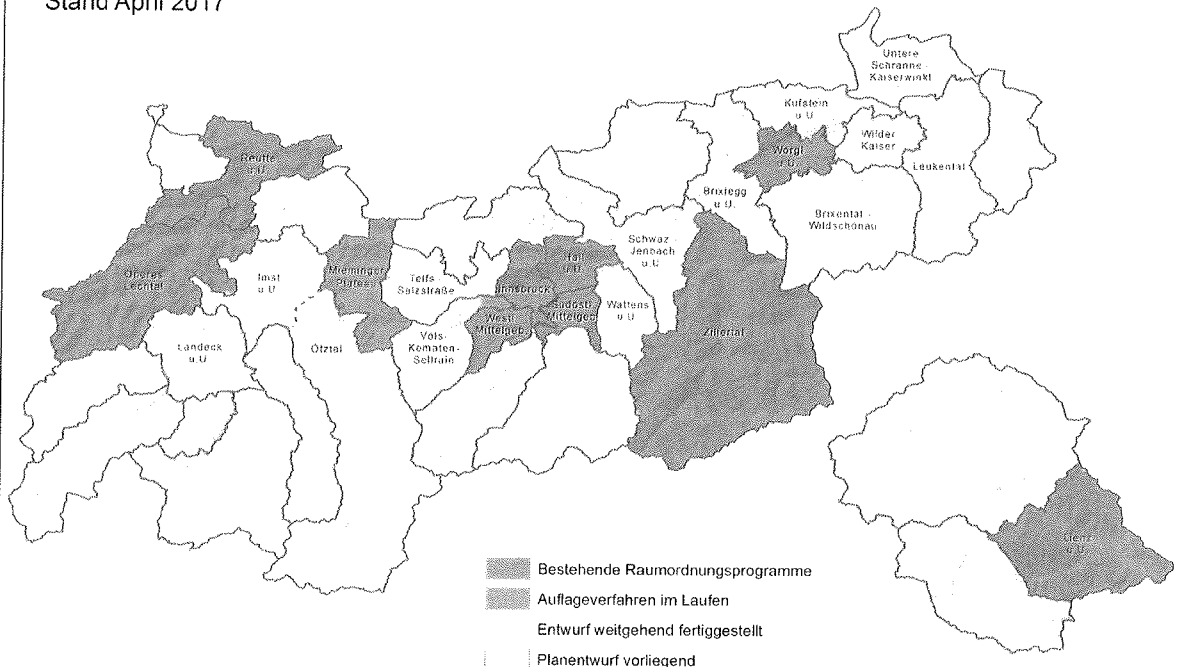 Stand April 2017
Untere
Schranne -
Kaiserwinkl
Kufstein
u.U
Wilder
Kaiser
Wörgl
u.U.
Leukental
Reutte
u.U.
Brixlegg
u.U.
Brixental -
Wildschönau
Schwaz -
Jenbach
u.U
Hall
u.U
Oberes
Lechtal
Imst
u.U
Mieminger
Plateau
Telfs -
Salzstraße
Innsbruck
Westl.
Mittelgeb.
Südöstl.
Mittelgeb
Wattens
u.U
Zillertal
Landeck
u.U
Ötztal
Völs-
Kematen-
Sellrain
Lienz
u.U
Bestehende Raumordnungsprogramme
Auflageverfahren im Laufen
Entwurf weitgehend fertiggestellt
Planentwurf vorliegend